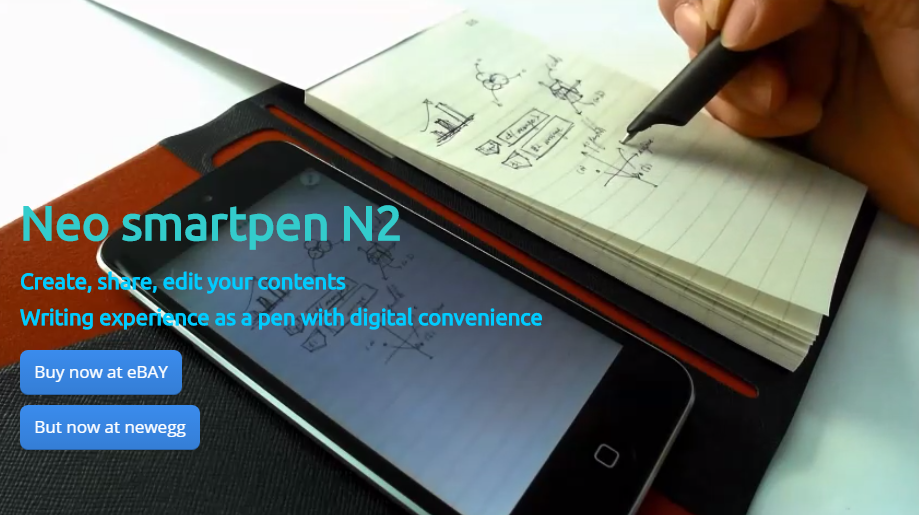 Neo smartpen N2
Create, share, edit your contents
Writing experience as a pen with digital convenience
Buy now at eBAY
But now at newegg